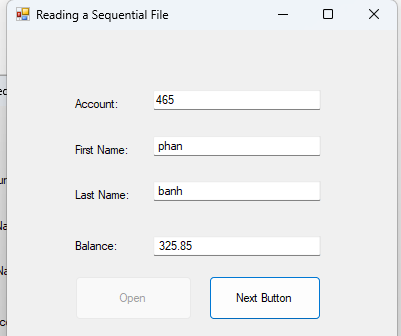 Reading a Sequential File
Account: 465
First Name: phan
Last Name: banh
Balance: 325.85
Open Next Button